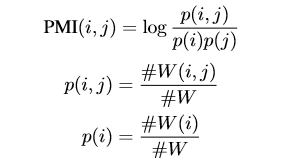 PMI(i, j) = log p(i, j) / p(i)p(j)
p(i, j) = #W(i, j) / #W
p(i) = #W(i) / #W